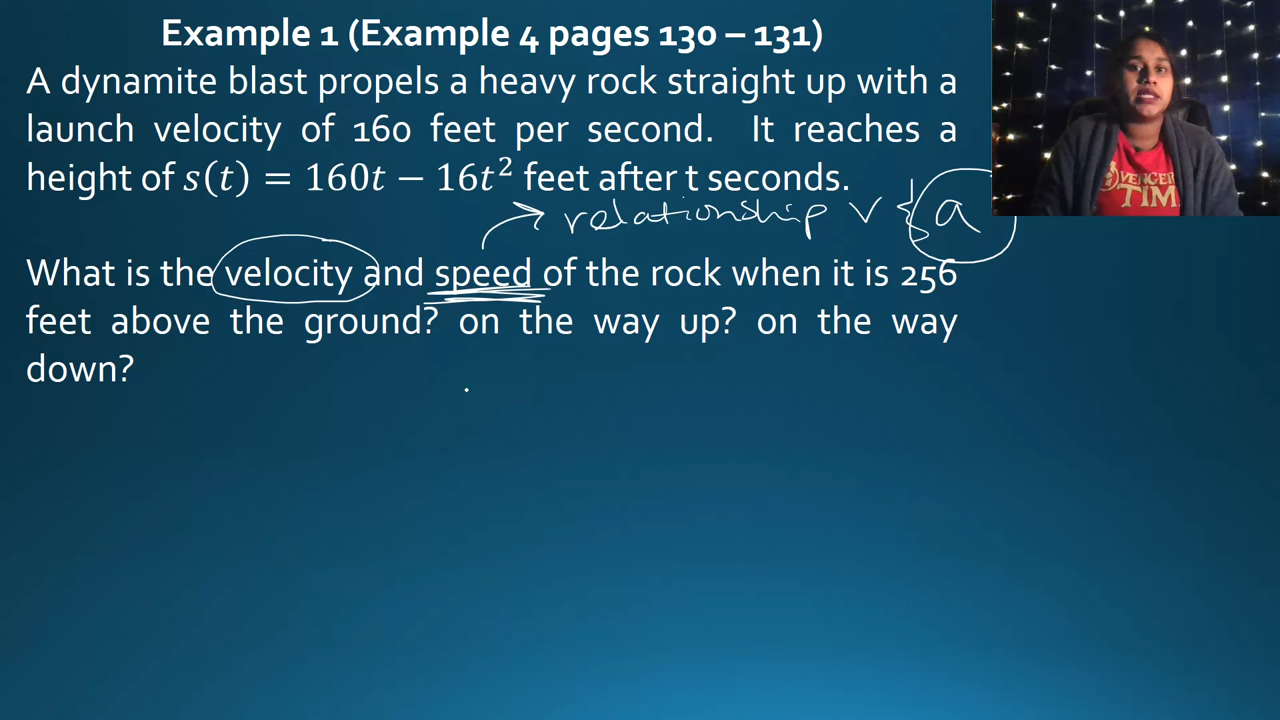 Example 1 (Example 4 pages 130 – 131)
A dynamite blast propels a heavy rock straight up with a
launch velocity of 160 feet per second. It reaches a
height of s(t) = 160t − 16t² feet after t seconds.
relationship v & a
What is the velocity and speed of the rock when it is 256
feet above the ground? on the way up? on the way
down?
VENGER
TIM